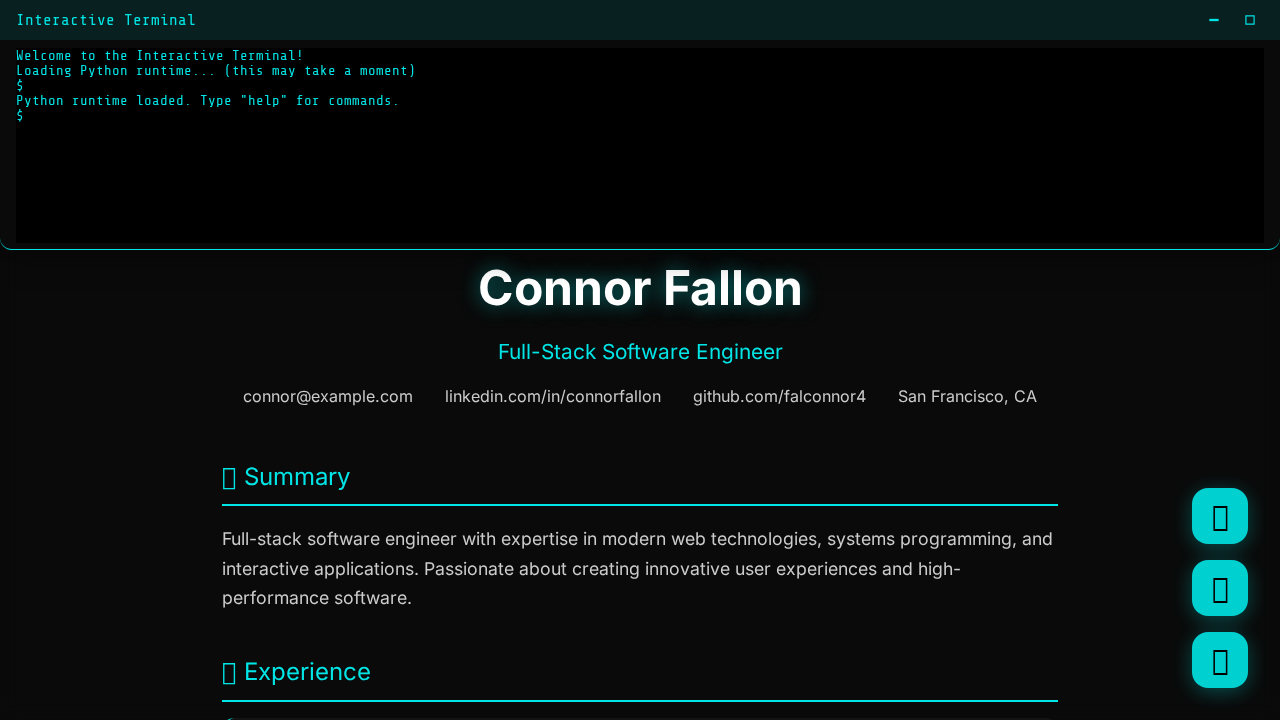 Interactive Terminal
Welcome to the Interactive Terminal!
Loading Python runtime... (this may take a moment)
$
Python runtime loaded. Type "help" for commands.
$
Connor Fallon
Full-Stack Software Engineer
connor@example.com linkedin.com/in/connorfallon github.com/falconnor4 San Francisco, CA
Summary
Full-stack software engineer with expertise in modern web technologies, systems programming, and
interactive applications. Passionate about creating innovative user experiences and high-
performance software.
Experience